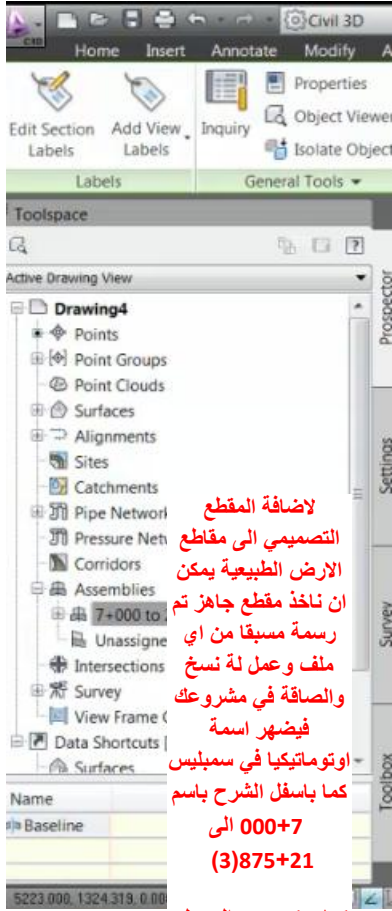 C3D
Civil 3D
Home Insert Annotate Modify
Edit Section Labels
Add View Labels
Inquiry
Properties
Object Viewer
Isolate Object
Labels
General Tools
Toolspace
Active Drawing View
Drawing4
Points
Point Groups
Point Clouds
Surfaces
Alignments
Sites
Catchments
Pipe Network
Pressure Netv
Corridors
Assemblies
7+000 to
Unassigne
Intersections
Survey
View Frame
Data Shortcuts [
Surfaces
Name
Baseline
Prospector
Settings
Survey
Toolbox
لاضافة المقطع
التصميمي الى مقاطع
الارض الطبيعية يمكن
ان ناخذ مقطع جاهز تم
رسمة مسبقا من اي
ملف وعمل لة نسخ
والصاقة في مشروعك
فيضهر اسمة
اوتوماتيكيا في سمبليس
كما باسفل الشرح باسم
7+000 الى
21+875(3)
5223.000, 1324.319, 0.00